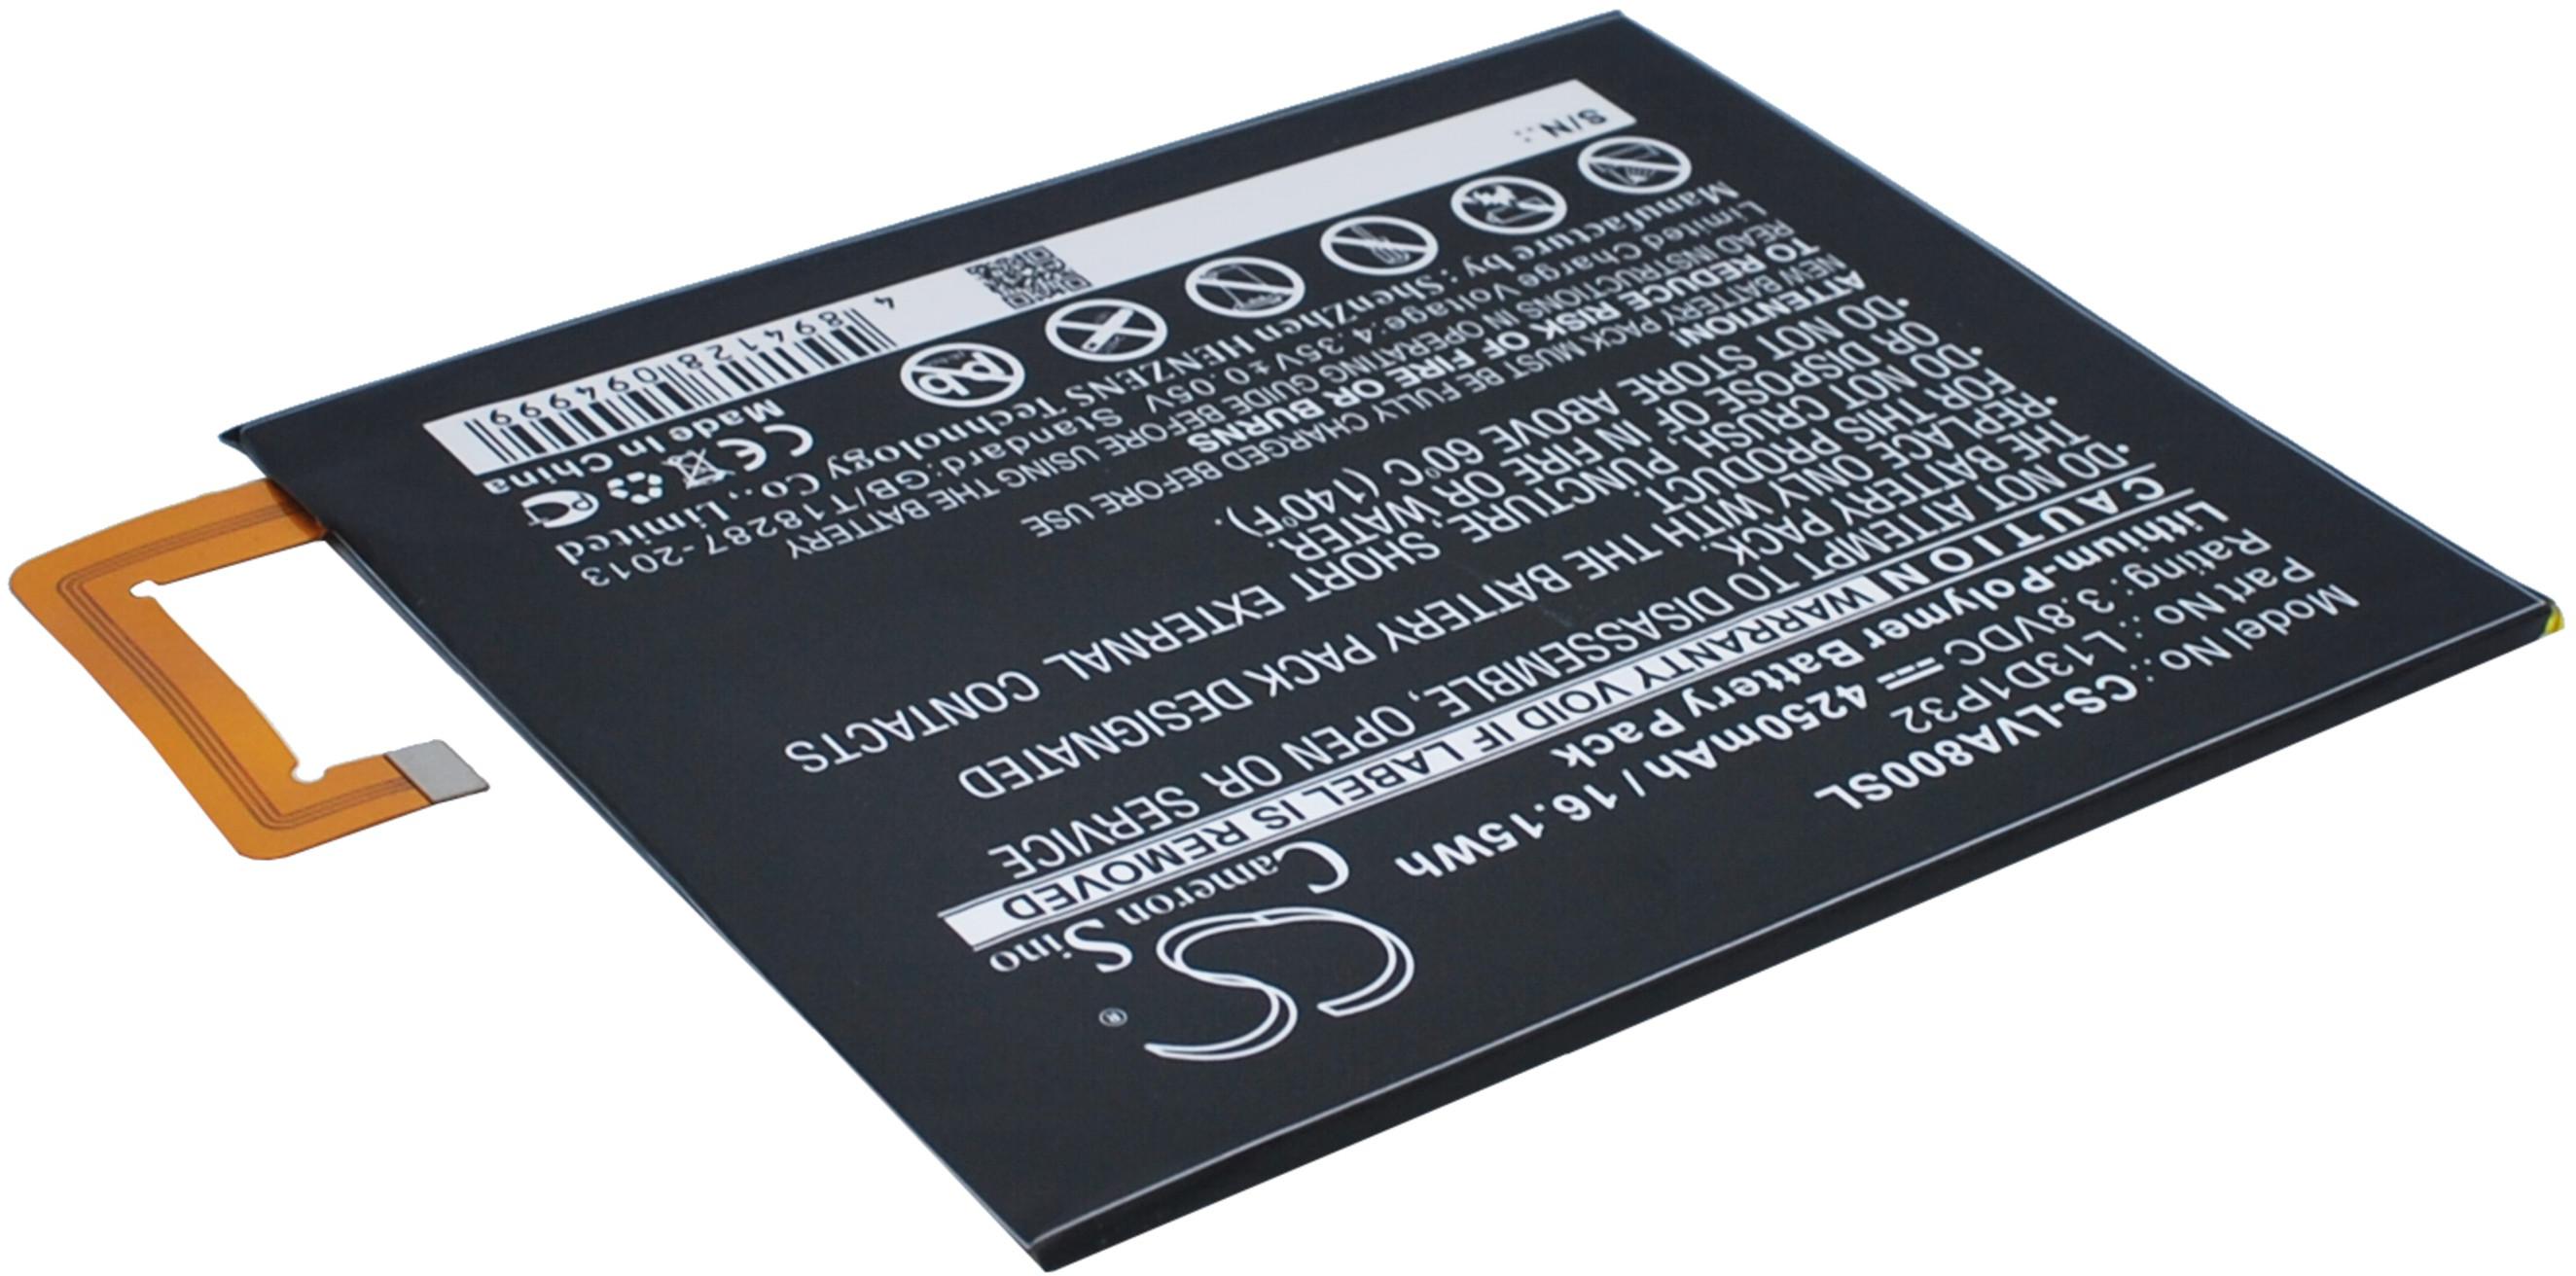 CS
®
Cameron Sino
Model No.: CS-LVA800SL
Part No.: L13D1P32
Rating: 3.8VDC 4250mAh / 16.15Wh
Lithium-Polymer Battery Pack
CAUTION WARRANTY VOID IF LABEL IS REMOVED
•DO NOT ATTEMPT TO DISASSEMBLE, OPEN OR SERVICE
THE BATTERY PACK.
•REPLACE ONLY WITH THE BATTERY PACK DESIGNATED
FOR THIS PRODUCT.
•DO NOT CRUSH, PUNCTURE, SHORT EXTERNAL CONTACTS
OR DISPOSE OF IN FIRE OR WATER.
•DO NOT STORE ABOVE 60°C (140°F).
ATTENTION!
NEW BATTERY PACK MUST BE FULLY CHARGED BEFORE USE
TO REDUCE RISK OF FIRE OR BURNS
READ INSTRUCTIONS IN OPERATING GUIDE BEFORE USING THE BATTERY
Limited Charge Voltage:4.35V±0.05V Standard:GB/T18287-2013
Manufacture by: ShenZhen HENZENS Technology Co., Limited
Pb
CE
Made in China
S/N.:
4 894128 094999